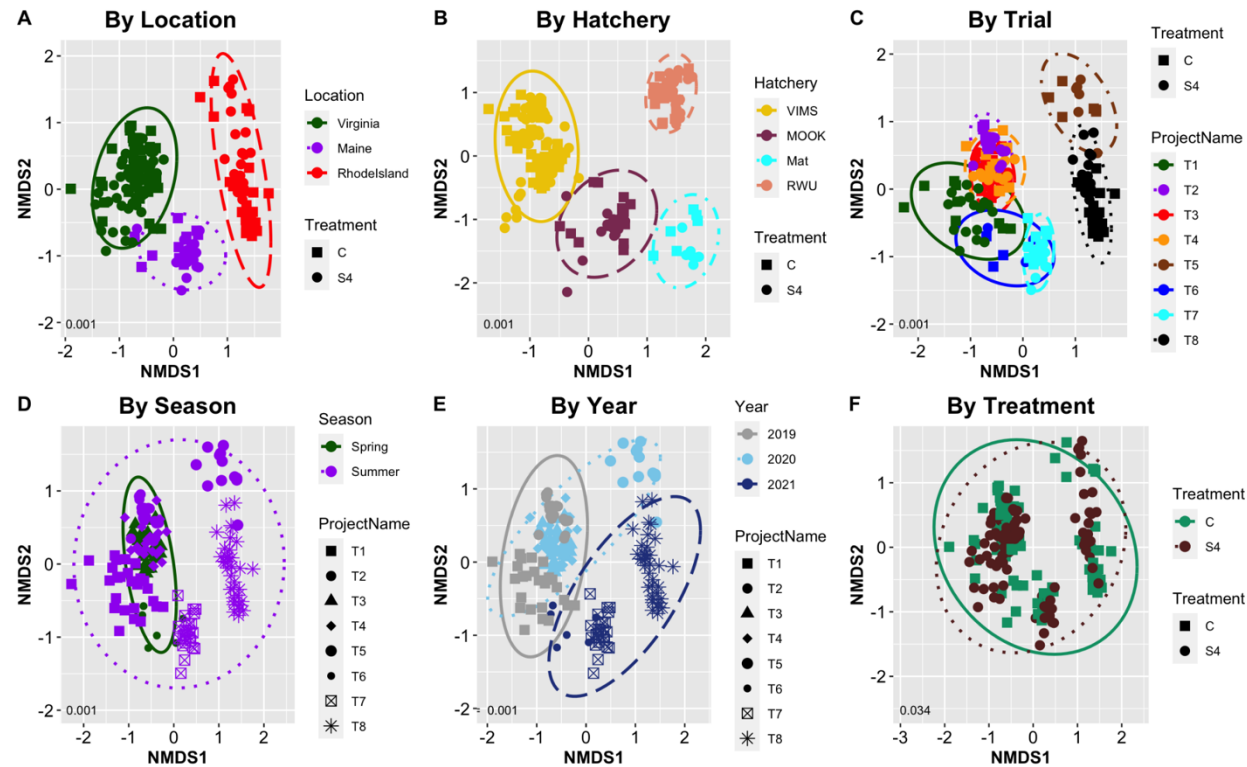 A By Location
2
1
0
-1
-2
NMDS2
0.001
-2 -1 0 1
NMDS1
Location
Virginia
Maine
RhodeIsland
Treatment
C
S4
B By Hatchery
2
1
0
-1
-2
NMDS2
0.001
-2 -1 0 1 2
NMDS1
Hatchery
VIMS
MOOK
Mat
RWU
Treatment
C
S4
C By Trial
2
1
0
-1
-2
NMDS2
0.001
-2 -1 0 1
NMDS1
Treatment
C
S4
ProjectName
T1
T2
T3
T4
T5
T6
T7
T8
D By Season
1
0
-1
-2
NMDS2
0.001
-2 -1 0 1 2
NMDS1
Season
Spring
Summer
ProjectName
T1
T2
T3
T4
T5
T6
T7
T8
E By Year
1
0
-1
-2
NMDS2
0.001
-2 -1 0 1 2
NMDS1
Year
2019
2020
2021
ProjectName
T1
T2
T3
T4
T5
T6
T7
T8
F By Treatment
1
0
-1
-2
NMDS2
0.034
-3 -2 -1 0 1 2
NMDS1
Treatment
C
S4
Treatment
C
S4